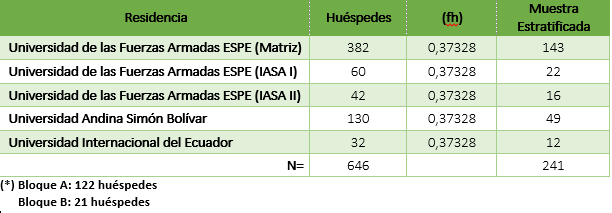 Residencia Huéspedes (fh) Muestra Estratificada
Universidad de las Fuerzas Armadas ESPE (Matriz) 382 0,37328 143
Universidad de las Fuerzas Armadas ESPE (IASA I) 60 0,37328 22
Universidad de las Fuerzas Armadas ESPE (IASA II) 42 0,37328 16
Universidad Andina Simón Bolívar 130 0,37328 49
Universidad Internacional del Ecuador 32 0,37328 12
N= 646 241
(*) Bloque A: 122 huéspedes
Bloque B: 21 huéspedes